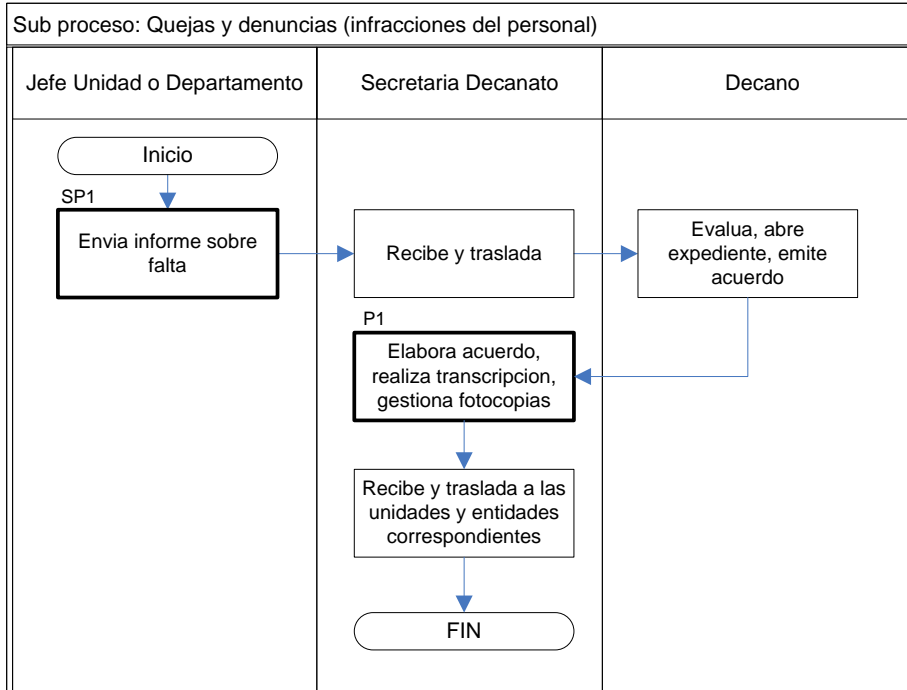 Sub proceso: Quejas y denuncias (infracciones del personal)
Jefe Unidad o Departamento
Secretaria Decanato
Decano
Inicio
SP1
Envia informe sobre
falta
Recibe y traslada
Evalua, abre
expediente, emite
acuerdo
P1
Elabora acuerdo,
realiza transcripcion,
gestiona fotocopias
Recibe y traslada a las
unidades y entidades
correspondientes
FIN